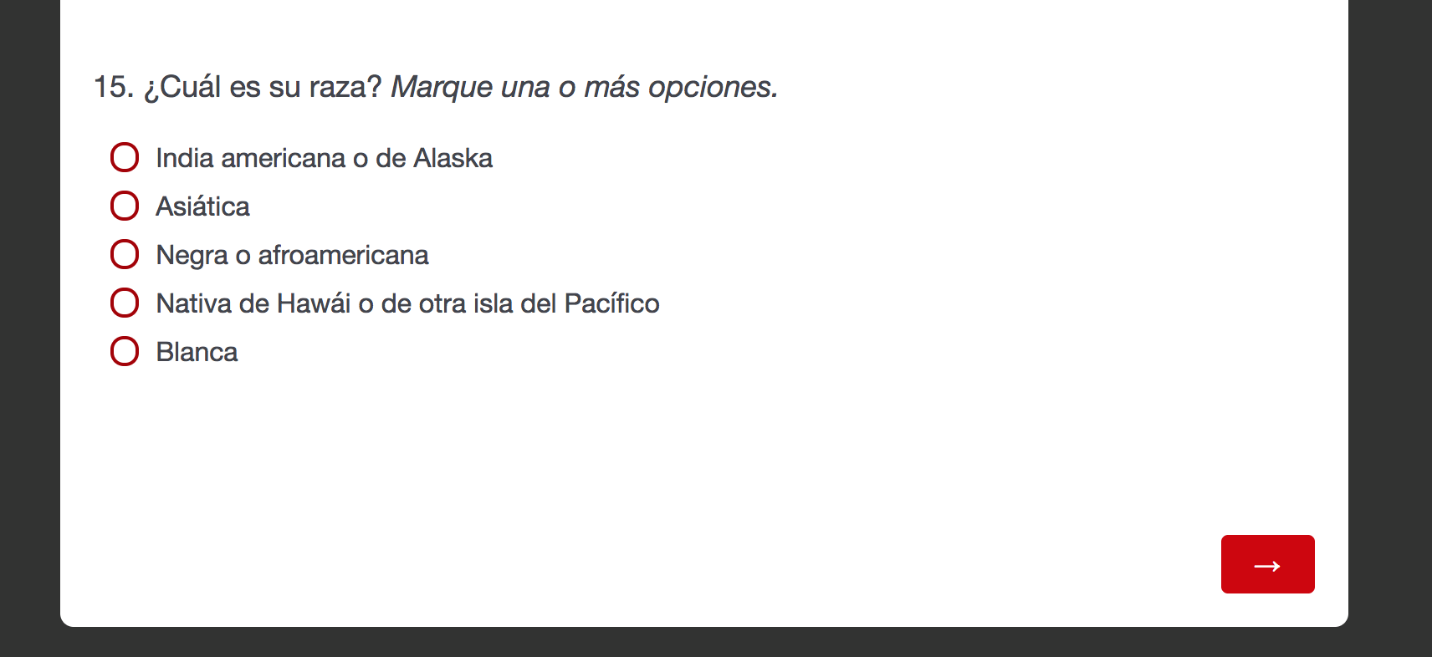 15. ¿Cuál es su raza? Marque una o más opciones.
India americana o de Alaska
Asiática
Negra o afroamericana
Nativa de Hawái o de otra isla del Pacífico
Blanca
→